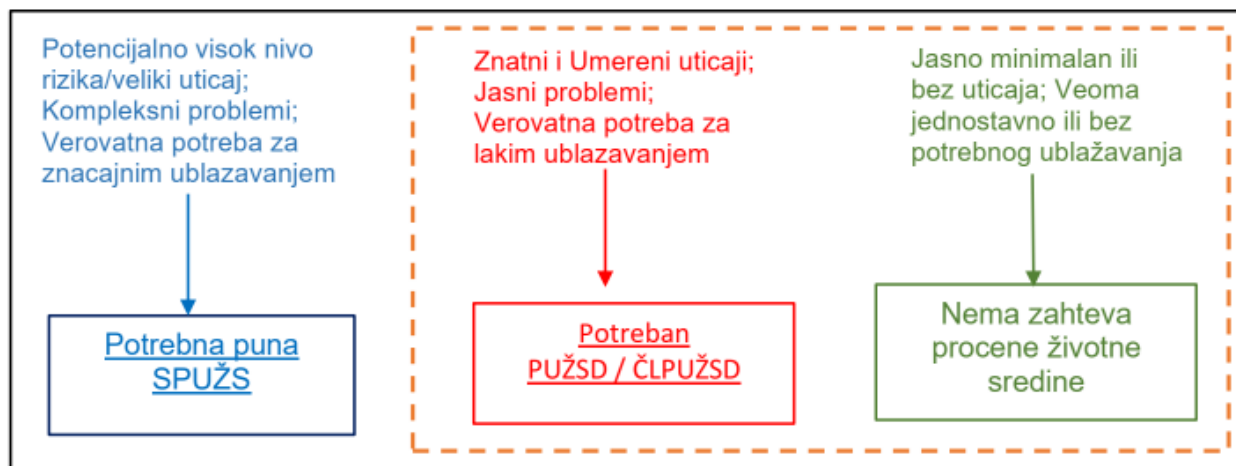 Potencijalno visok nivo
rizika/veliki uticaj;
Kompleksni problemi;
Verovatna potreba za
znacajnim ublazavanjem
Potrebna puna
SPUŽS
Znatni i Umereni uticaji;
Jasni problemi;
Verovatna potreba za
lakim ublazavanjem
Potreban
PUŽSD / ČLPUŽSD
Jasno minimalan ili
bez uticaja; Veoma
jednostavno ili bez
potrebnog ublažavanja
Nema zahteva
procene životne
sredine